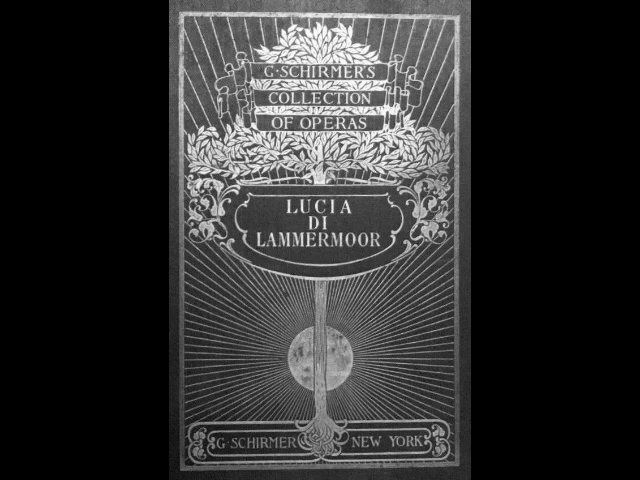 G. SCHIRMER'S
COLLECTION
OF OPERAS
LUCIA
DI
LAMMERMOOR
G. SCHIRMER NEW YORK